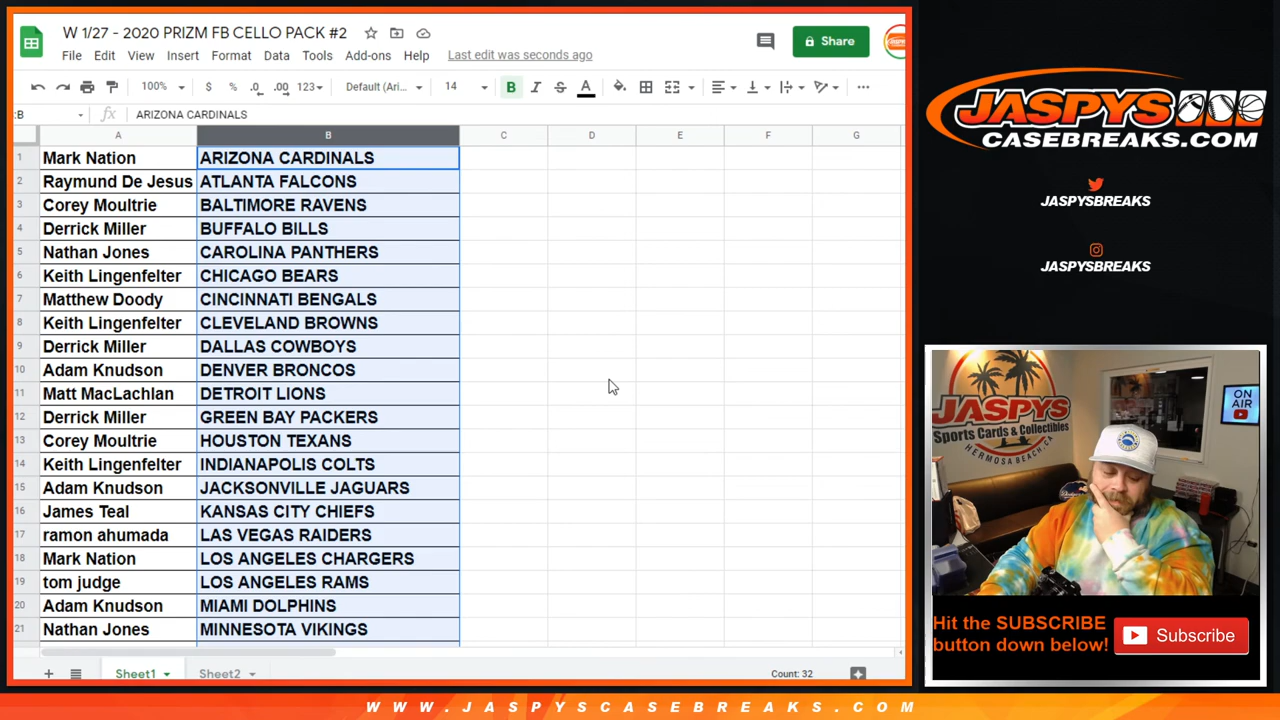 W 1/27 - 2020 PRIZM FB CELLO PACK #2
File Edit View Insert Format Data Tools Add-ons Help Last edit was seconds ago
Share
100% $ % .0 .00 123 Default (Ari... 14 B I S A
:B fx ARIZONA CARDINALS
A B C D E F G
1 Mark Nation ARIZONA CARDINALS
2 Raymund De Jesus ATLANTA FALCONS
3 Corey Moultrie BALTIMORE RAVENS
4 Derrick Miller BUFFALO BILLS
5 Nathan Jones CAROLINA PANTHERS
6 Keith Lingenfelter CHICAGO BEARS
7 Matthew Doody CINCINNATI BENGALS
8 Keith Lingenfelter CLEVELAND BROWNS
9 Derrick Miller DALLAS COWBOYS
10 Adam Knudson DENVER BRONCOS
11 Matt MacLachlan DETROIT LIONS
12 Derrick Miller GREEN BAY PACKERS
13 Corey Moultrie HOUSTON TEXANS
14 Keith Lingenfelter INDIANAPOLIS COLTS
15 Adam Knudson JACKSONVILLE JAGUARS
16 James Teal KANSAS CITY CHIEFS
17 ramon ahumada LAS VEGAS RAIDERS
18 Mark Nation LOS ANGELES CHARGERS
19 tom judge LOS ANGELES RAMS
20 Adam Knudson MIAMI DOLPHINS
21 Nathan Jones MINNESOTA VIKINGS
Sheet1 Sheet2 Count: 32
JASPYS
CASEBREAKS.COM
JASPYSBREAKS
JASPYSBREAKS
JASPYS
Sports Cards & Collectibles
HERMOSA BEACH, CA
ON
AIR
Hit the SUBSCRIBE
button down below!
Subscribe
WWW.JASPYSCASEBREAKS.COM